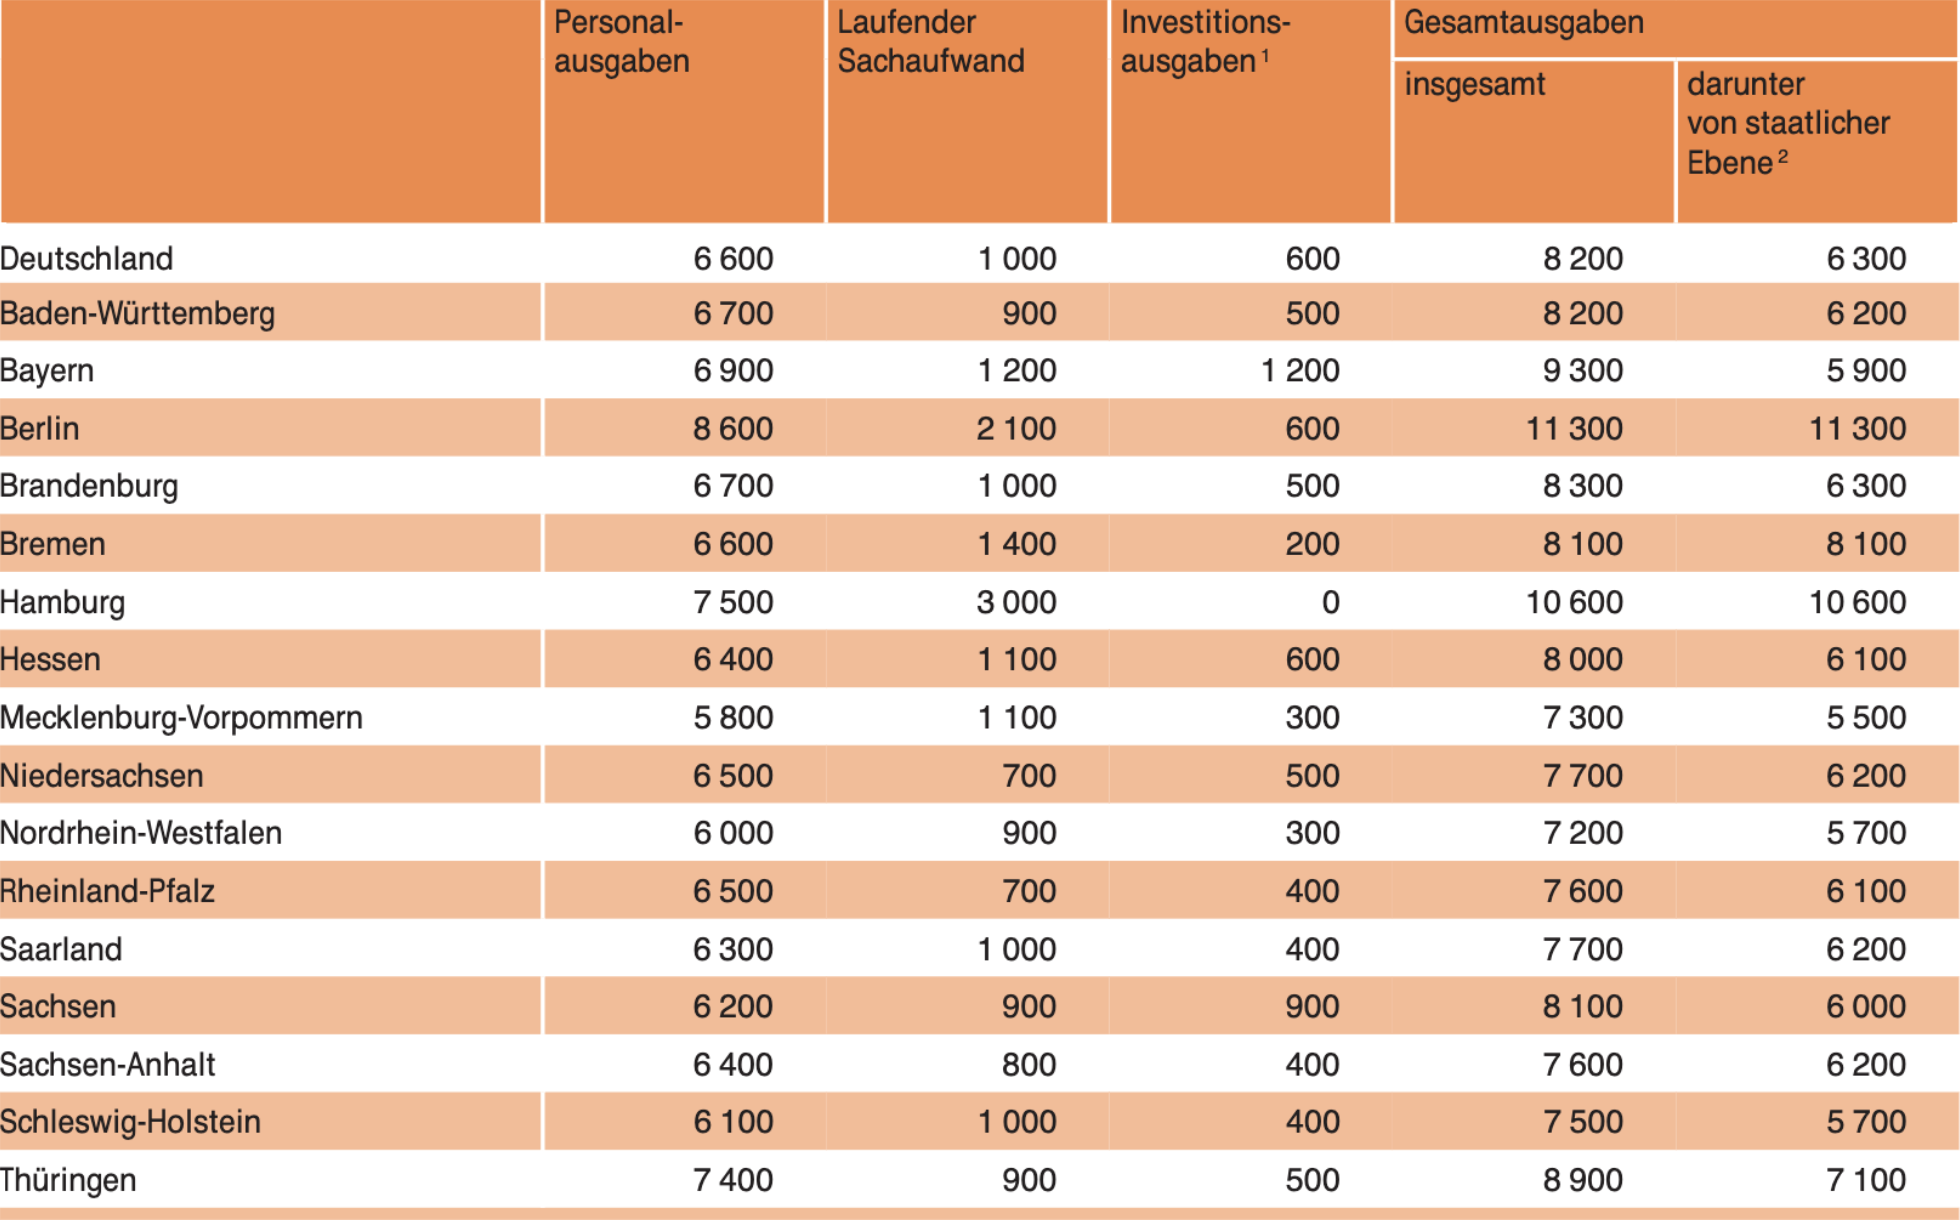 Personal-
ausgaben
Laufender
Sachaufwand
Investitions-
ausgaben¹
Gesamtausgaben
insgesamt
darunter
von staatlicher
Ebene²
Deutschland 6 600 1 000 600 8 200 6 300
Baden-Württemberg 6 700 900 500 8 200 6 200
Bayern 6 900 1 200 1 200 9 300 5 900
Berlin 8 600 2 100 600 11 300 11 300
Brandenburg 6 700 1 000 500 8 300 6 300
Bremen 6 600 1 400 200 8 100 8 100
Hamburg 7 500 3 000 0 10 600 10 600
Hessen 6 400 1 100 600 8 000 6 100
Mecklenburg-Vorpommern 5 800 1 100 300 7 300 5 500
Niedersachsen 6 500 700 500 7 700 6 200
Nordrhein-Westfalen 6 000 900 300 7 200 5 700
Rheinland-Pfalz 6 500 700 400 7 600 6 100
Saarland 6 300 1 000 400 7 700 6 200
Sachsen 6 200 900 900 8 100 6 000
Sachsen-Anhalt 6 400 800 400 7 600 6 200
Schleswig-Holstein 6 100 1 000 400 7 500 5 700
Thüringen 7 400 900 500 8 900 7 100